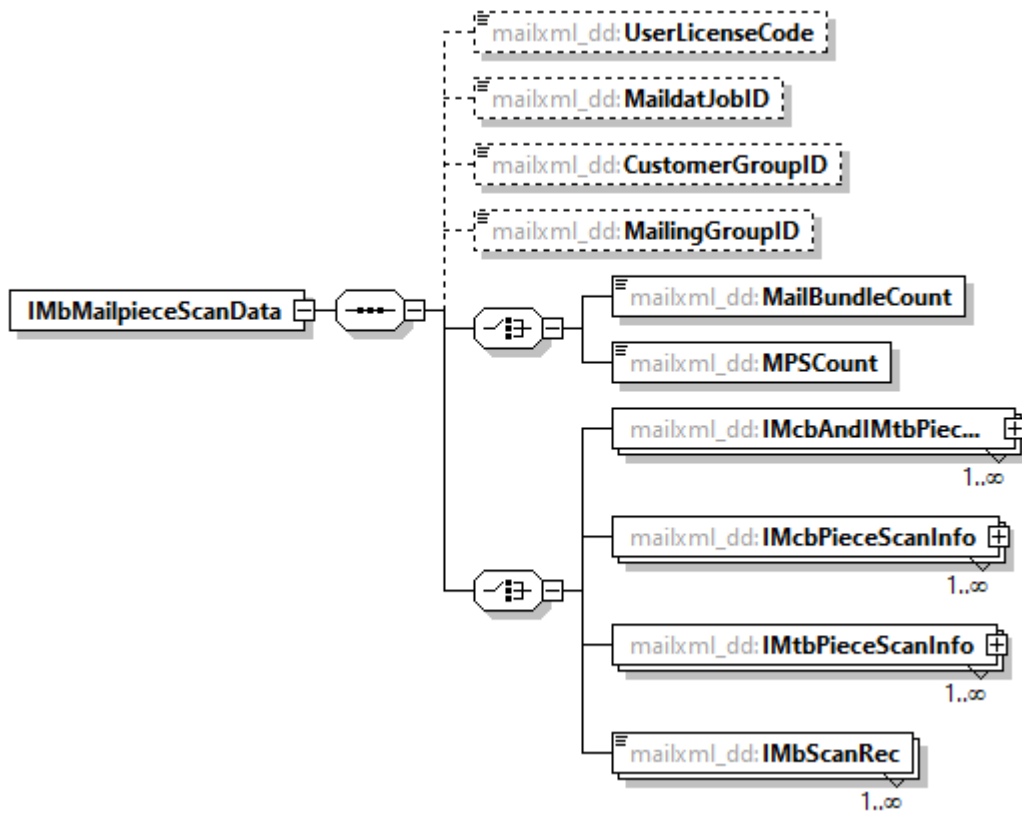 mailxml_dd:UserLicenseCode
mailxml_dd:MaildatJobID
mailxml_dd:CustomerGroupID
mailxml_dd:MailingGroupID
IMbMailpieceScanData
mailxml_dd:MailBundleCount
mailxml_dd:MPSCount
mailxml_dd:IMcbAndIMtbPiec...
1..∞
mailxml_dd:IMcbPieceScanInfo
1..∞
mailxml_dd:IMtbPieceScanInfo
1..∞
mailxml_dd:IMbScanRec
1..∞